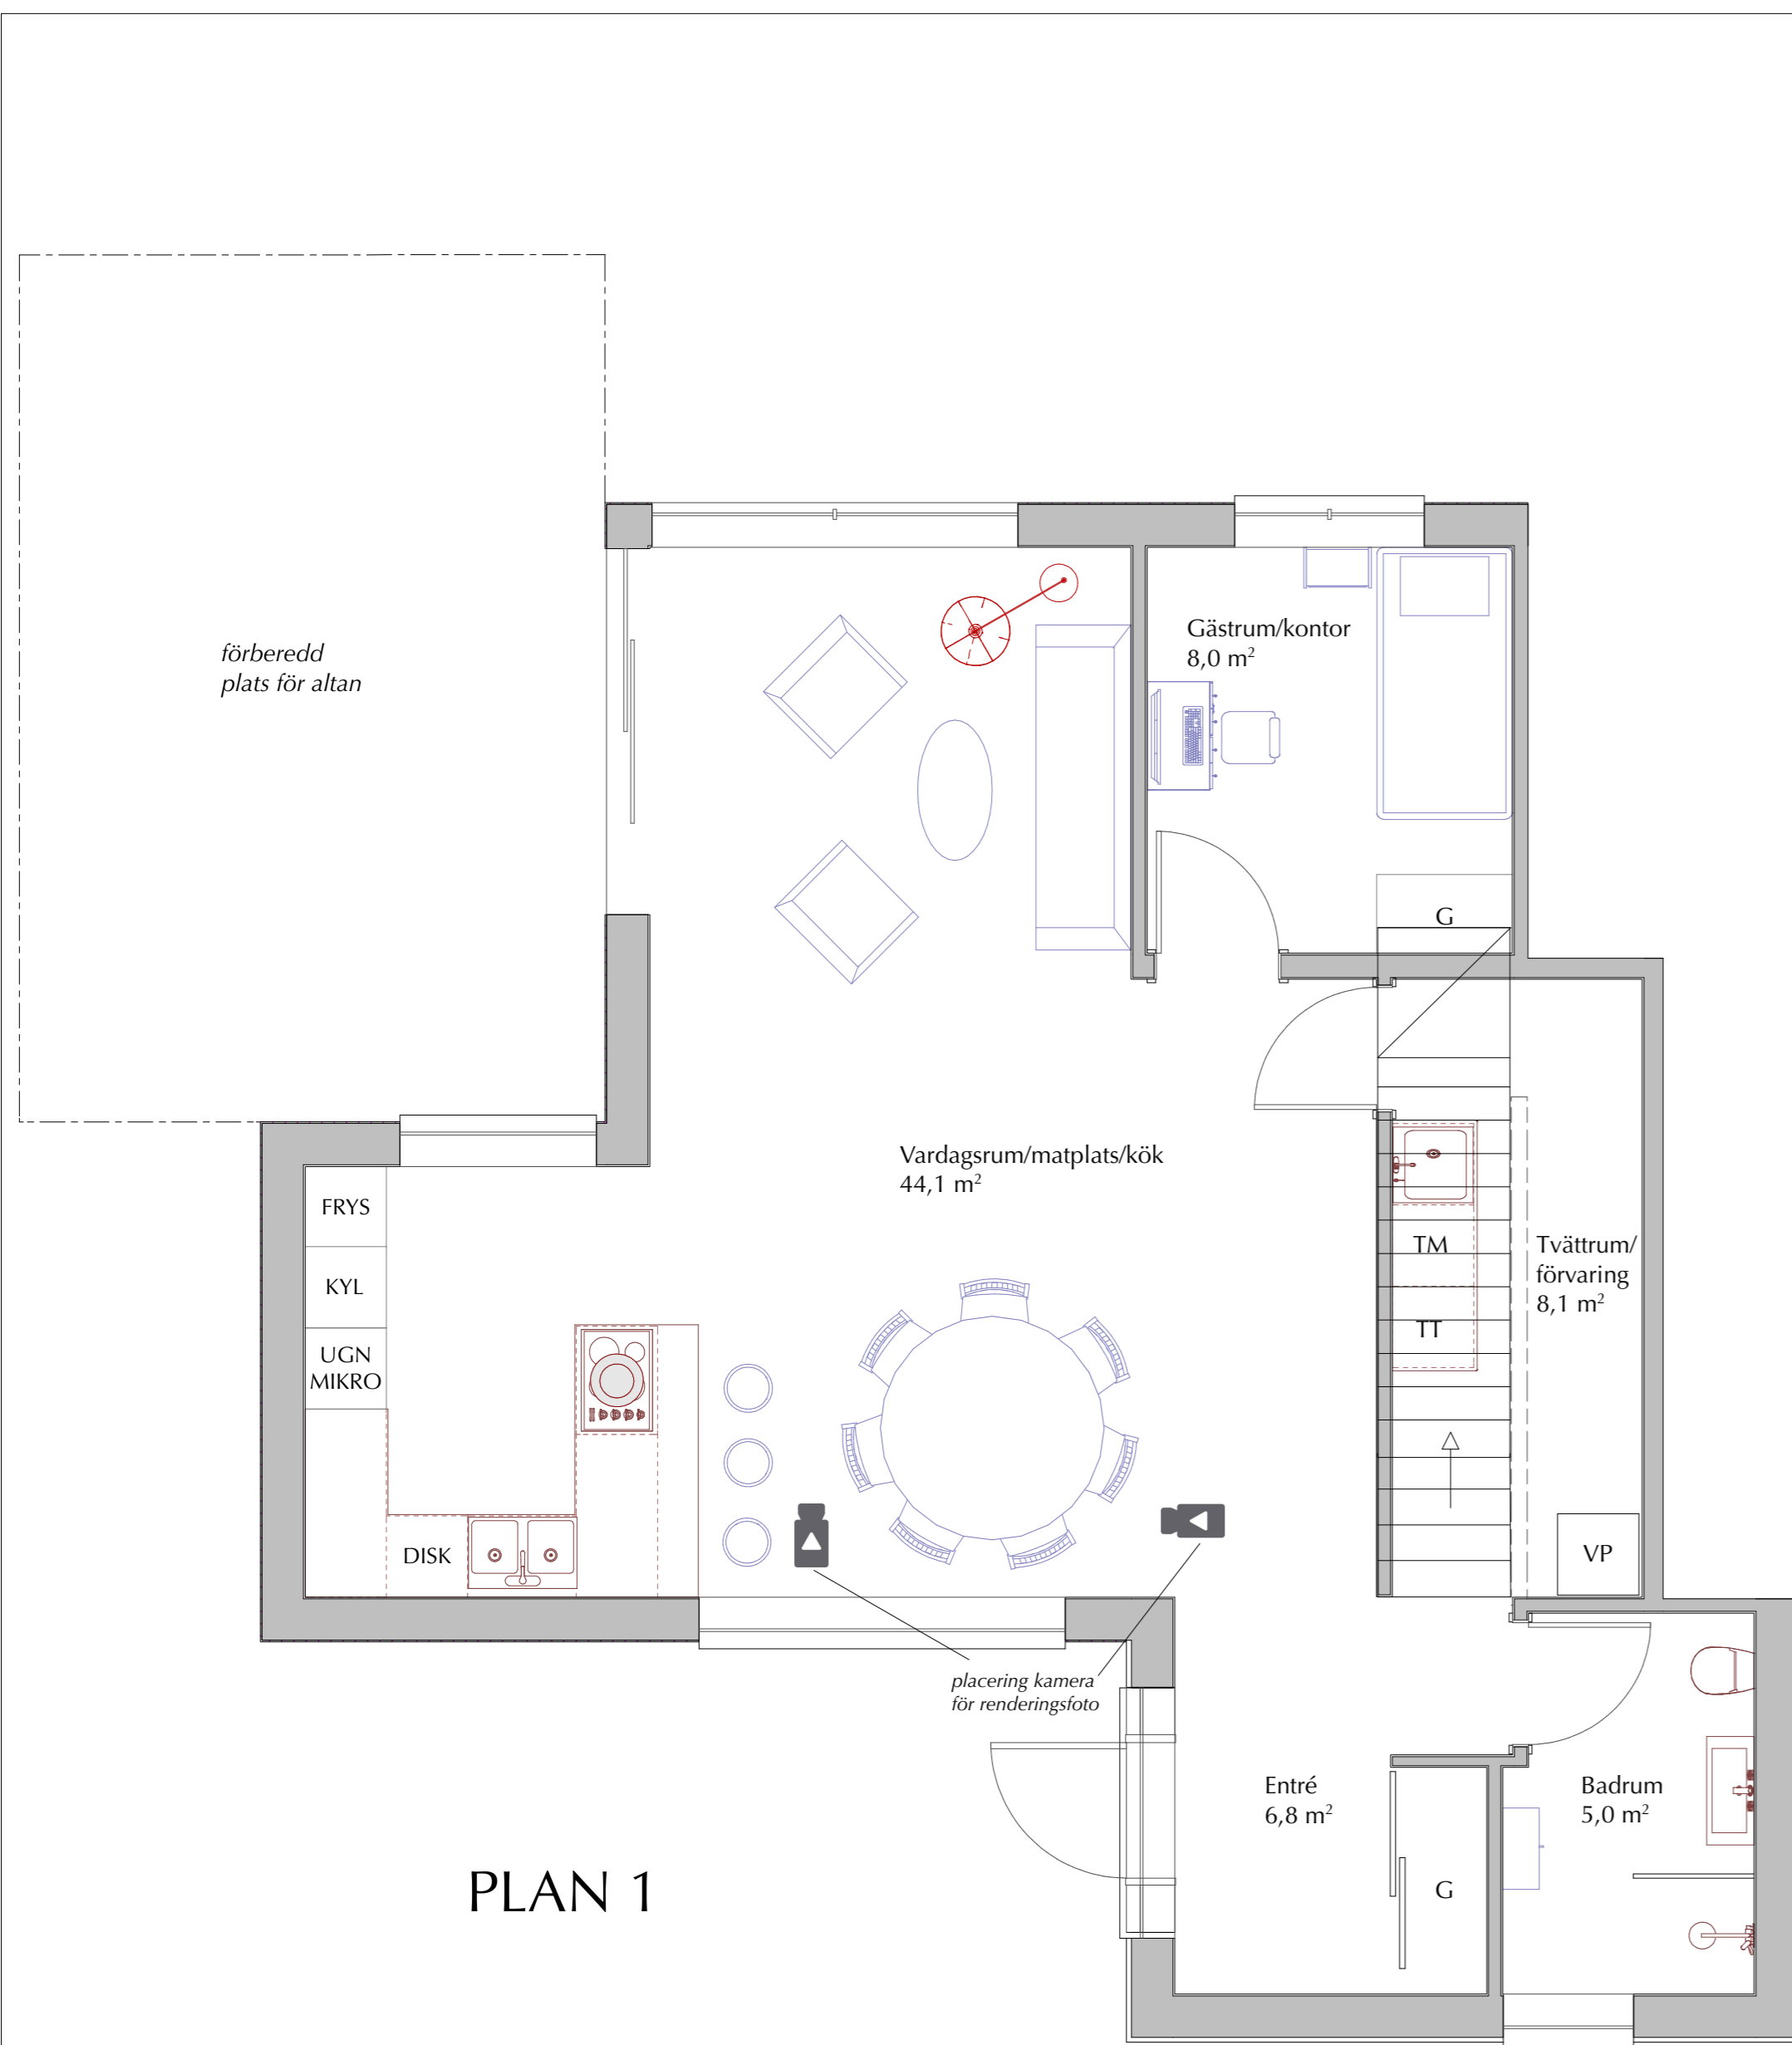 Gästrum/kontor
8,0 m²
förberedd
plats för altan
G
Vardagsrum/matplats/kök
44,1 m²
FRYS
KYL
UGN
MIKRO
DISK
TM
TT
Tvättrum/
förvaring
8,1 m²
VP
placering kamera
för renderingsfoto
Entré
6,8 m²
Badrum
5,0 m²
G
PLAN 1